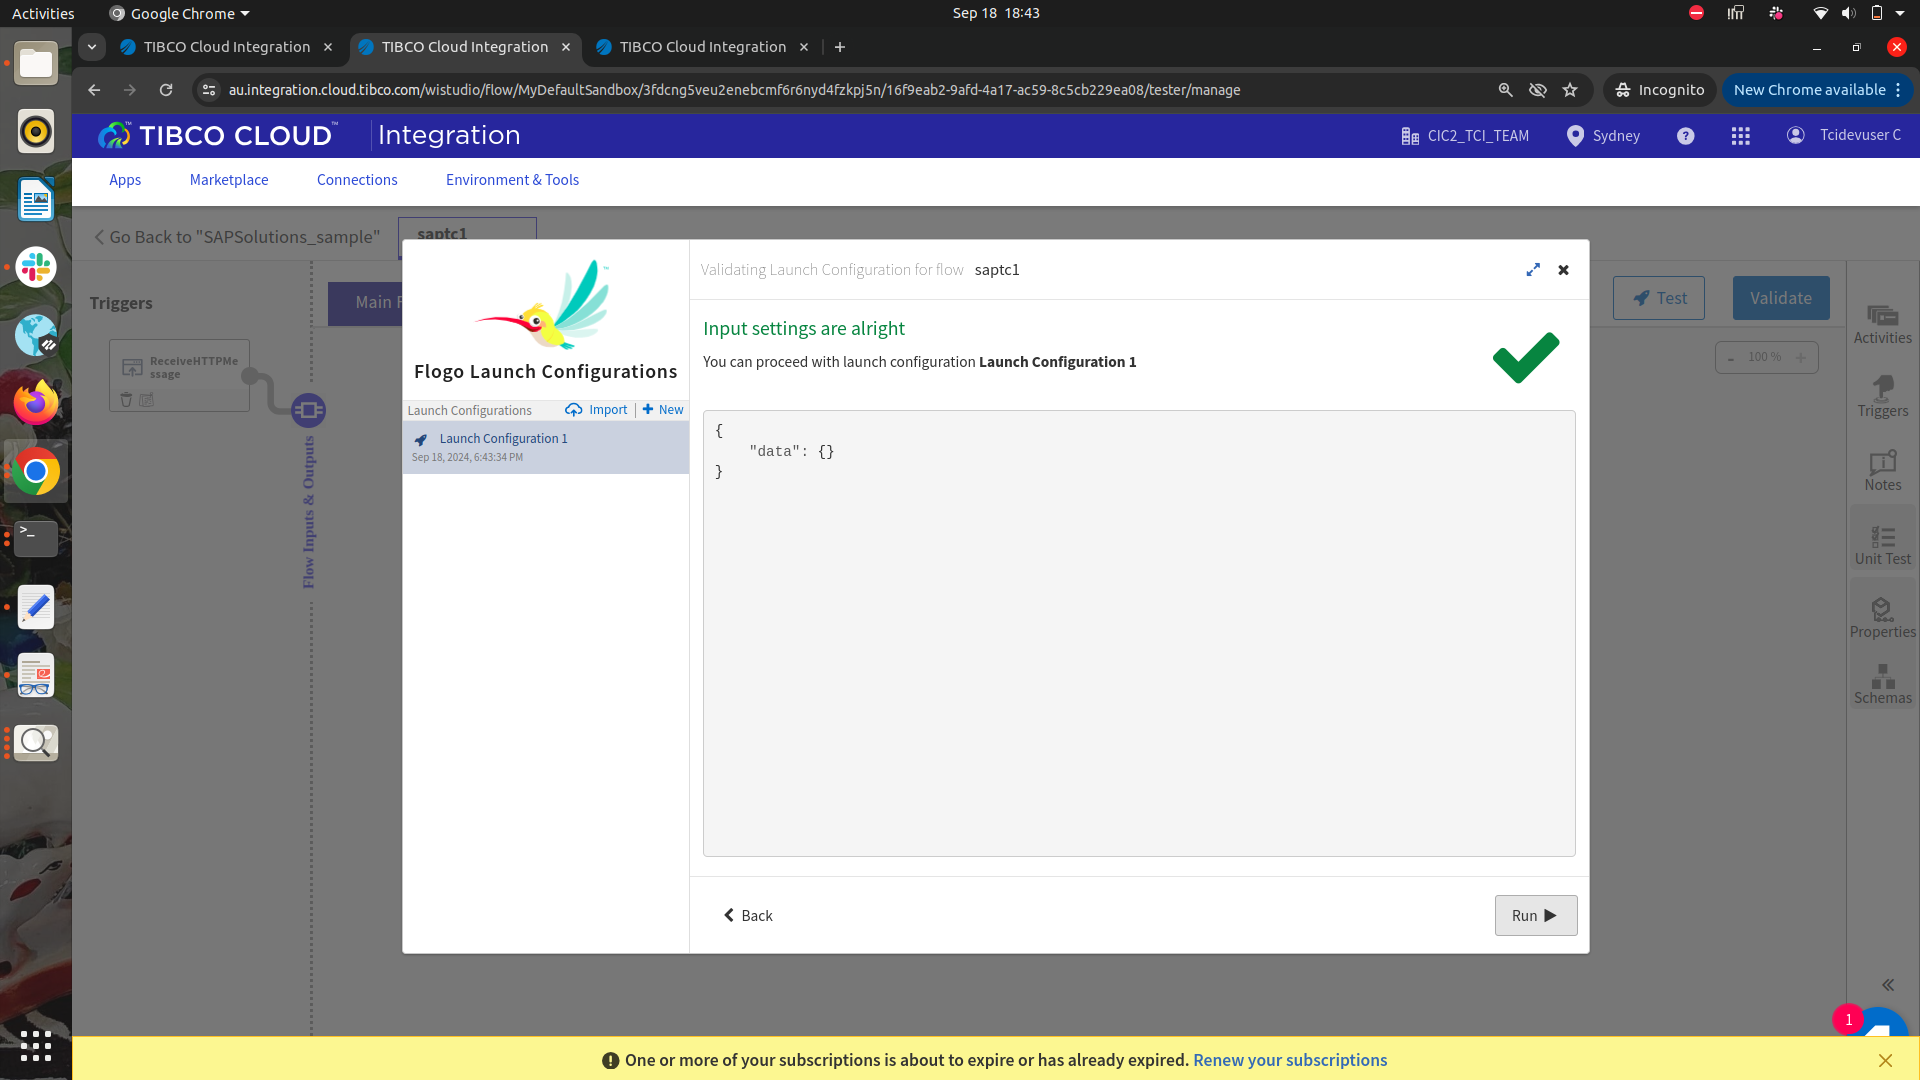 Activities
Google Chrome
Sep 18 18:43
TIBCO Cloud Integration
TIBCO Cloud Integration
TIBCO Cloud Integration
au.integration.cloud.tibco.com/wistudio/flow/MyDefaultSandbox/3fdcng5veu2enebcmf6r6nyd4fzkpj5n/16f9eab2-9afd-4a17-ac59-8c5cb229ea08/tester/manage
Incognito
New Chrome available
TIBCO CLOUD™ Integration
CIC2_TCI_TEAM
Sydney
Tcidevuser C
Apps
Marketplace
Connections
Environment & Tools
Go Back to "SAPSolutions_sample"
saptc1
Triggers
Main F
Test
Validate
ReceiveHTTPMe
ssage
Flow Inputs & Outputs
- 100 % +
Activities
Triggers
Notes
Unit Test
Properties
Schemas
Flogo Launch Configurations
Launch Configurations
Import
New
Launch Configuration 1
Sep 18, 2024, 6:43:34 PM
Validating Launch Configuration for flow saptc1
Input settings are alright
You can proceed with launch configuration Launch Configuration 1
{
"data": {}
}
Back
Run
1
One or more of your subscriptions is about to expire or has already expired. Renew your subscriptions